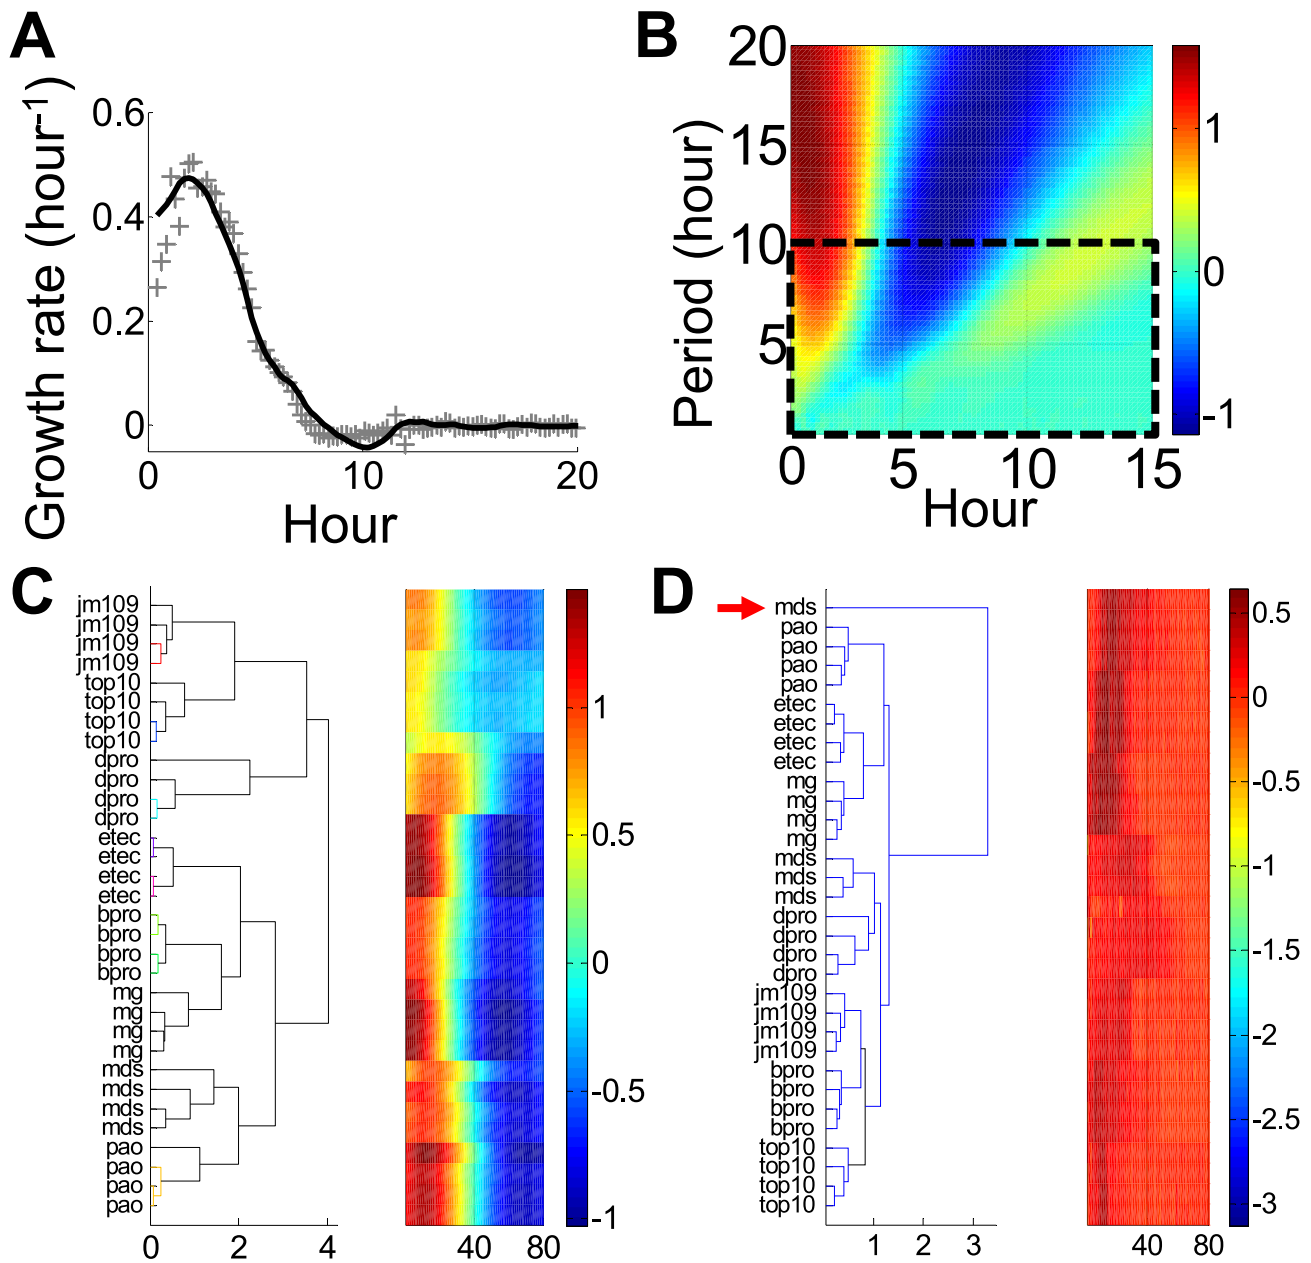 A
Growth rate (hour-1)
0.6
0.4
0.2
0
0
10
20
Hour
B
Period (hour)
20
15
10
5
0
5
10
15
Hour
1
0
-1
C
jm109
jm109
jm109
jm109
top10
top10
top10
top10
dpro
dpro
dpro
dpro
etec
etec
etec
etec
bpro
bpro
bpro
bpro
mg
mg
mg
mg
mds
mds
mds
mds
pao
pao
pao
pao
0
2
4
40
80
1
0.5
0
-0.5
-1
D
mds
pao
pao
pao
pao
etec
etec
etec
etec
mg
mg
mg
mg
mds
mds
mds
dpro
dpro
dpro
dpro
jm109
jm109
jm109
jm109
bpro
bpro
bpro
bpro
top10
top10
top10
top10
1
2
3
40
80
0.5
0
-0.5
-1
-1.5
-2
-2.5
-3